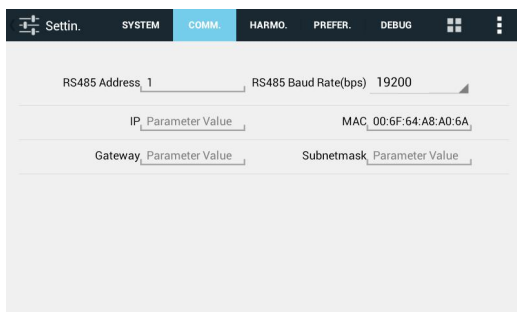 Settin. SYSTEM COMM. HARMO. PREFER. DEBUG
RS485 Address 1 RS485 Baud Rate(bps) 19200
IP Parameter Value MAC 00:6F:64:A8:A0:6A
Gateway Parameter Value Subnetmask Parameter Value